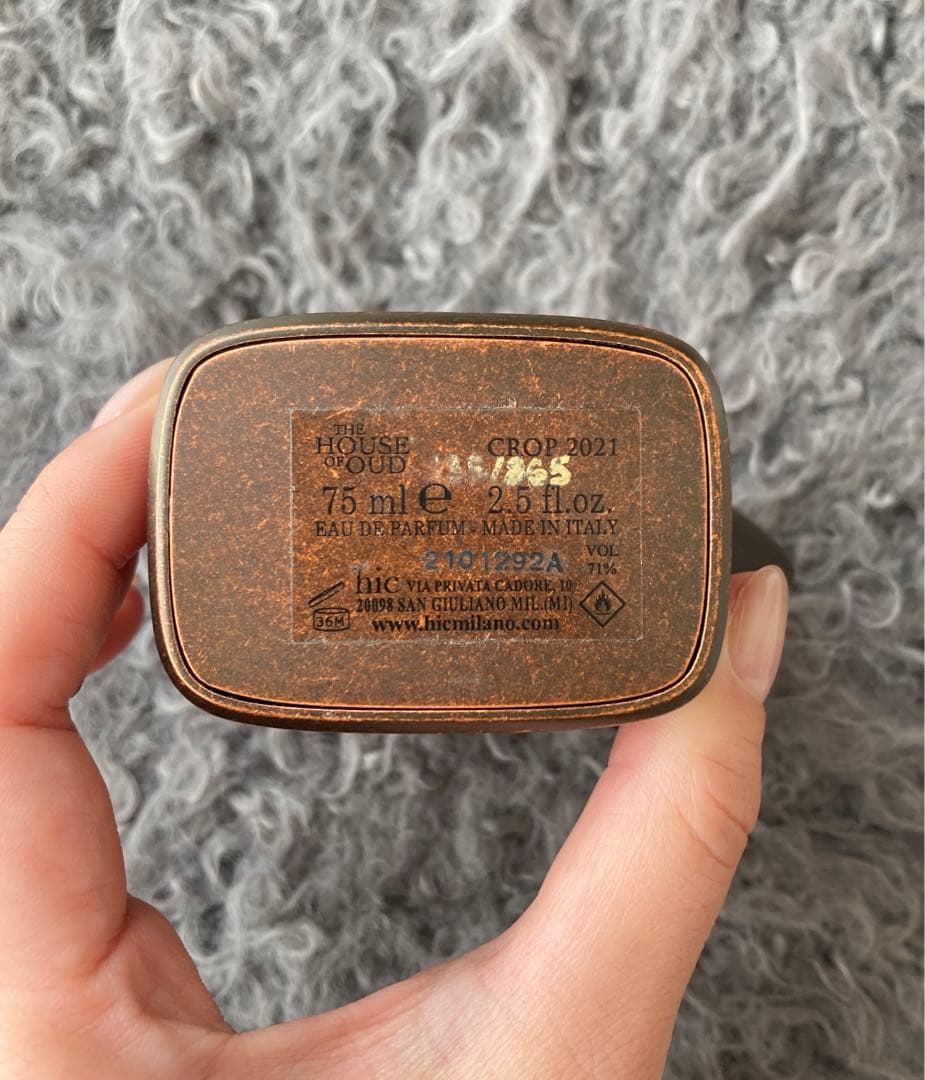 THE
HOUSE
OF OUD
CROP 2021
/865
75 ml ℮ 2.5 fl.oz.
EAU DE PARFUM - MADE IN ITALY
2101292A
VOL
71%
hic VIA PRIVATA CADORE, 10
20098 SAN GIULIANO MIL.(MI)
36M
www.hicmilano.com